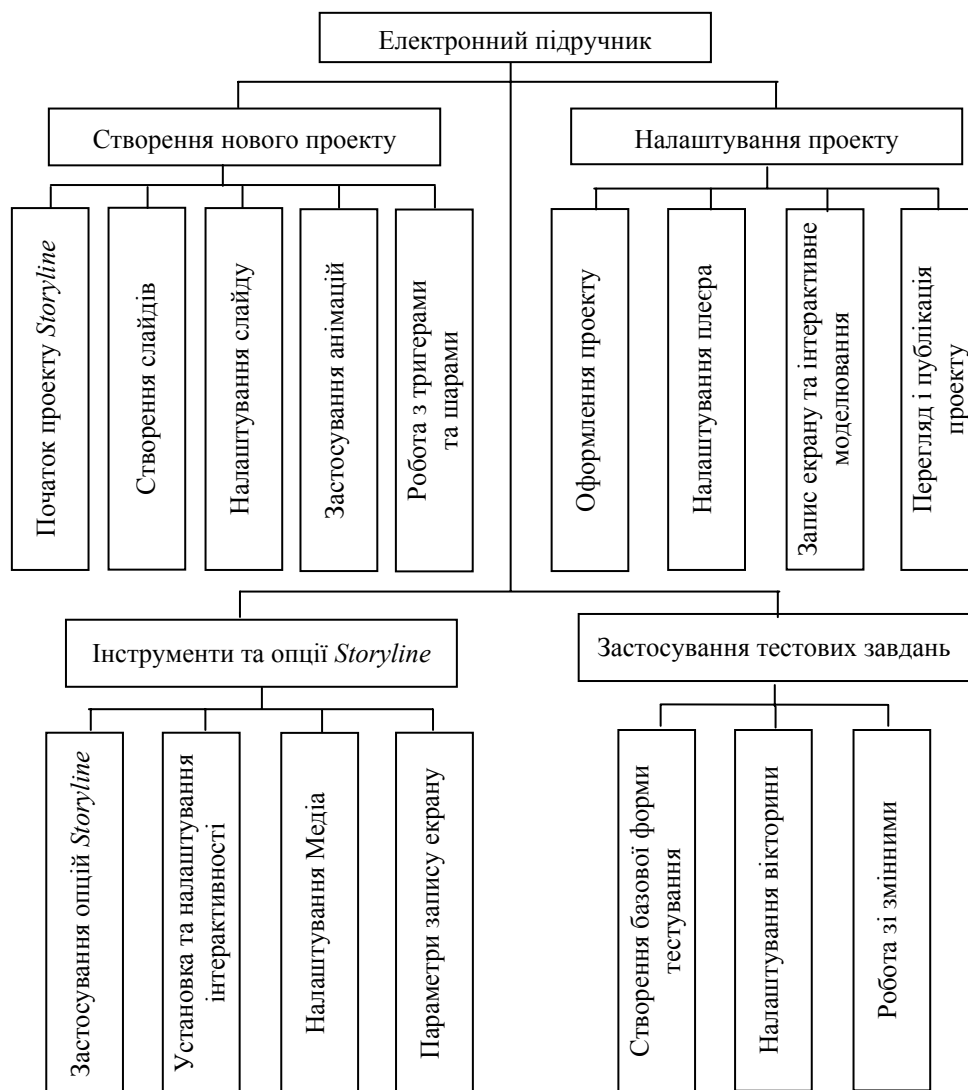 Електронний підручник
Створення нового проекту
Налаштування проекту
Початок проекту Storyline
Створення слайдів
Налаштування слайду
Застосування анімацій
Робота з тригерами
та шарами
Оформлення проекту
Налаштування плеєра
Запис екрану та інтерактивне
моделювання
Перегляд і публікація
проекту
Інструменти та опції Storyline
Застосування тестових завдань
Застосування опцій Storyline
Установка та налаштування
інтерактивності
Налаштування Медіа
Параметри запису екрану
Створення базової форми
тестування
Налаштування вікторини
Робота зі змінними